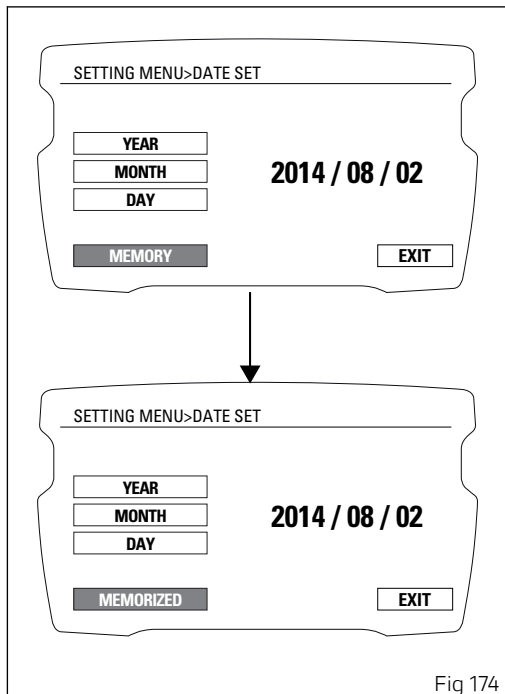 SETTING MENU>DATE SET
YEAR
MONTH
2014 / 08 / 02
DAY
MEMORY
EXIT
SETTING MENU>DATE SET
YEAR
MONTH
2014 / 08 / 02
DAY
MEMORIZED
EXIT
Fig 174